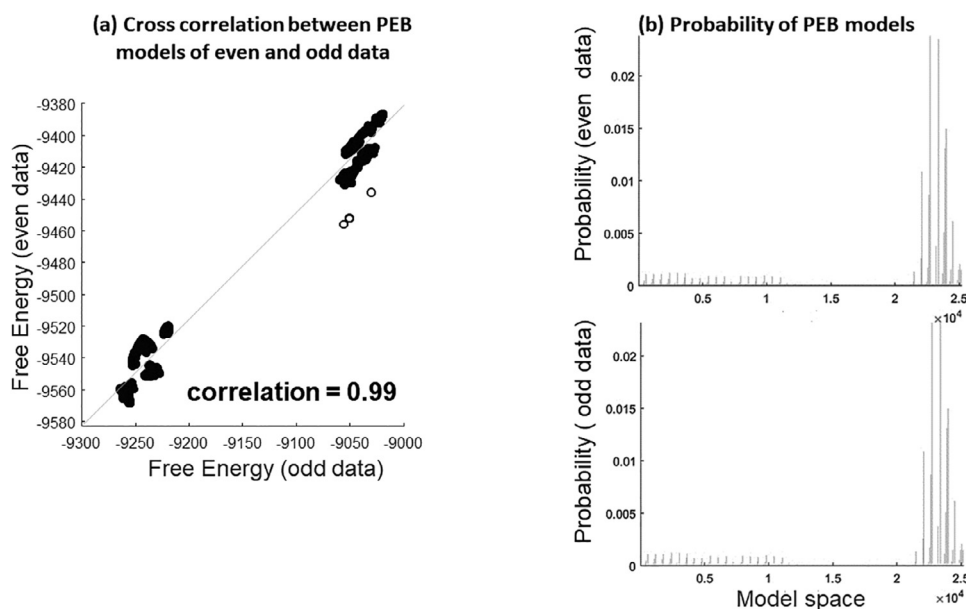 (a) Cross correlation between PEB
models of even and odd data
-9380
-9400
-9420
-9440
-9460
-9480
-9500
-9520
-9540
-9560
-9580
Free Energy (even data)
correlation = 0.99
-9300 -9250 -9200 -9150 -9100 -9050 -9000
Free Energy (odd data)
(b) Probability of PEB models
0.02
0.015
0.01
0.005
0
Probability (even data)
0.5 1 1.5 2 2.5
×10⁴
0.02
0.015
0.01
0.005
0
Probability ( odd data)
0.5 1 1.5 2 2.5
Model space
×10⁴